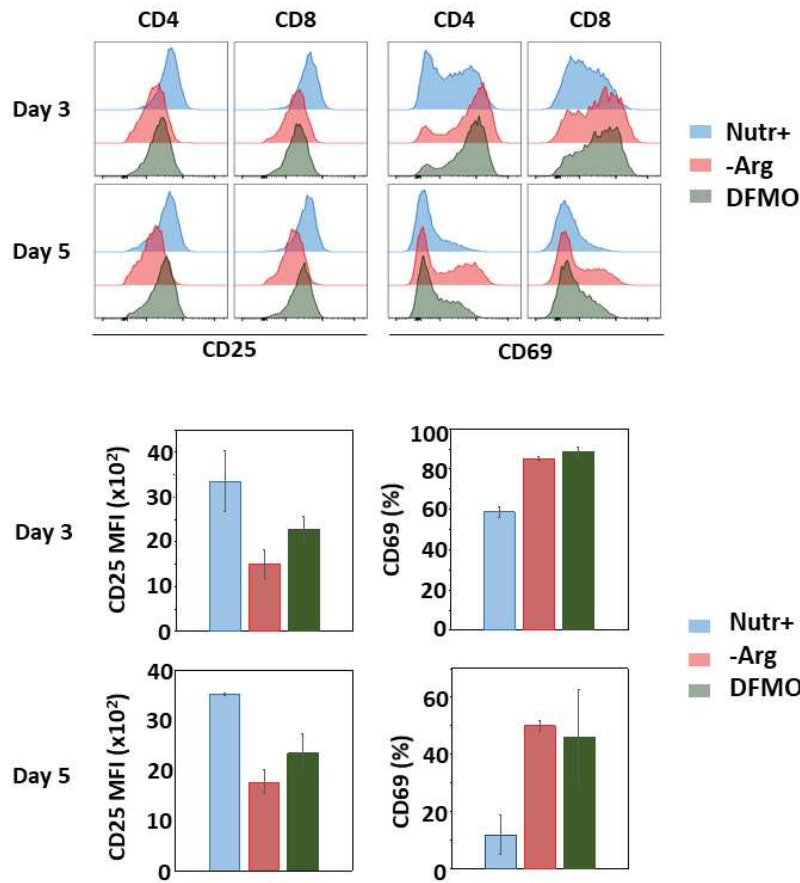 CD4 CD8 CD4 CD8
Day 3
Nutr+
-Arg
DFMO
Day 5
CD25 CD69
Day 3
CD25 MFI (x10²)
40
30
20
10
0
CD69 (%)
100
80
60
40
20
0
Nutr+
-Arg
DFMO
Day 5
CD25 MFI (x10²)
40
30
20
10
0
CD69 (%)
60
40
20
0